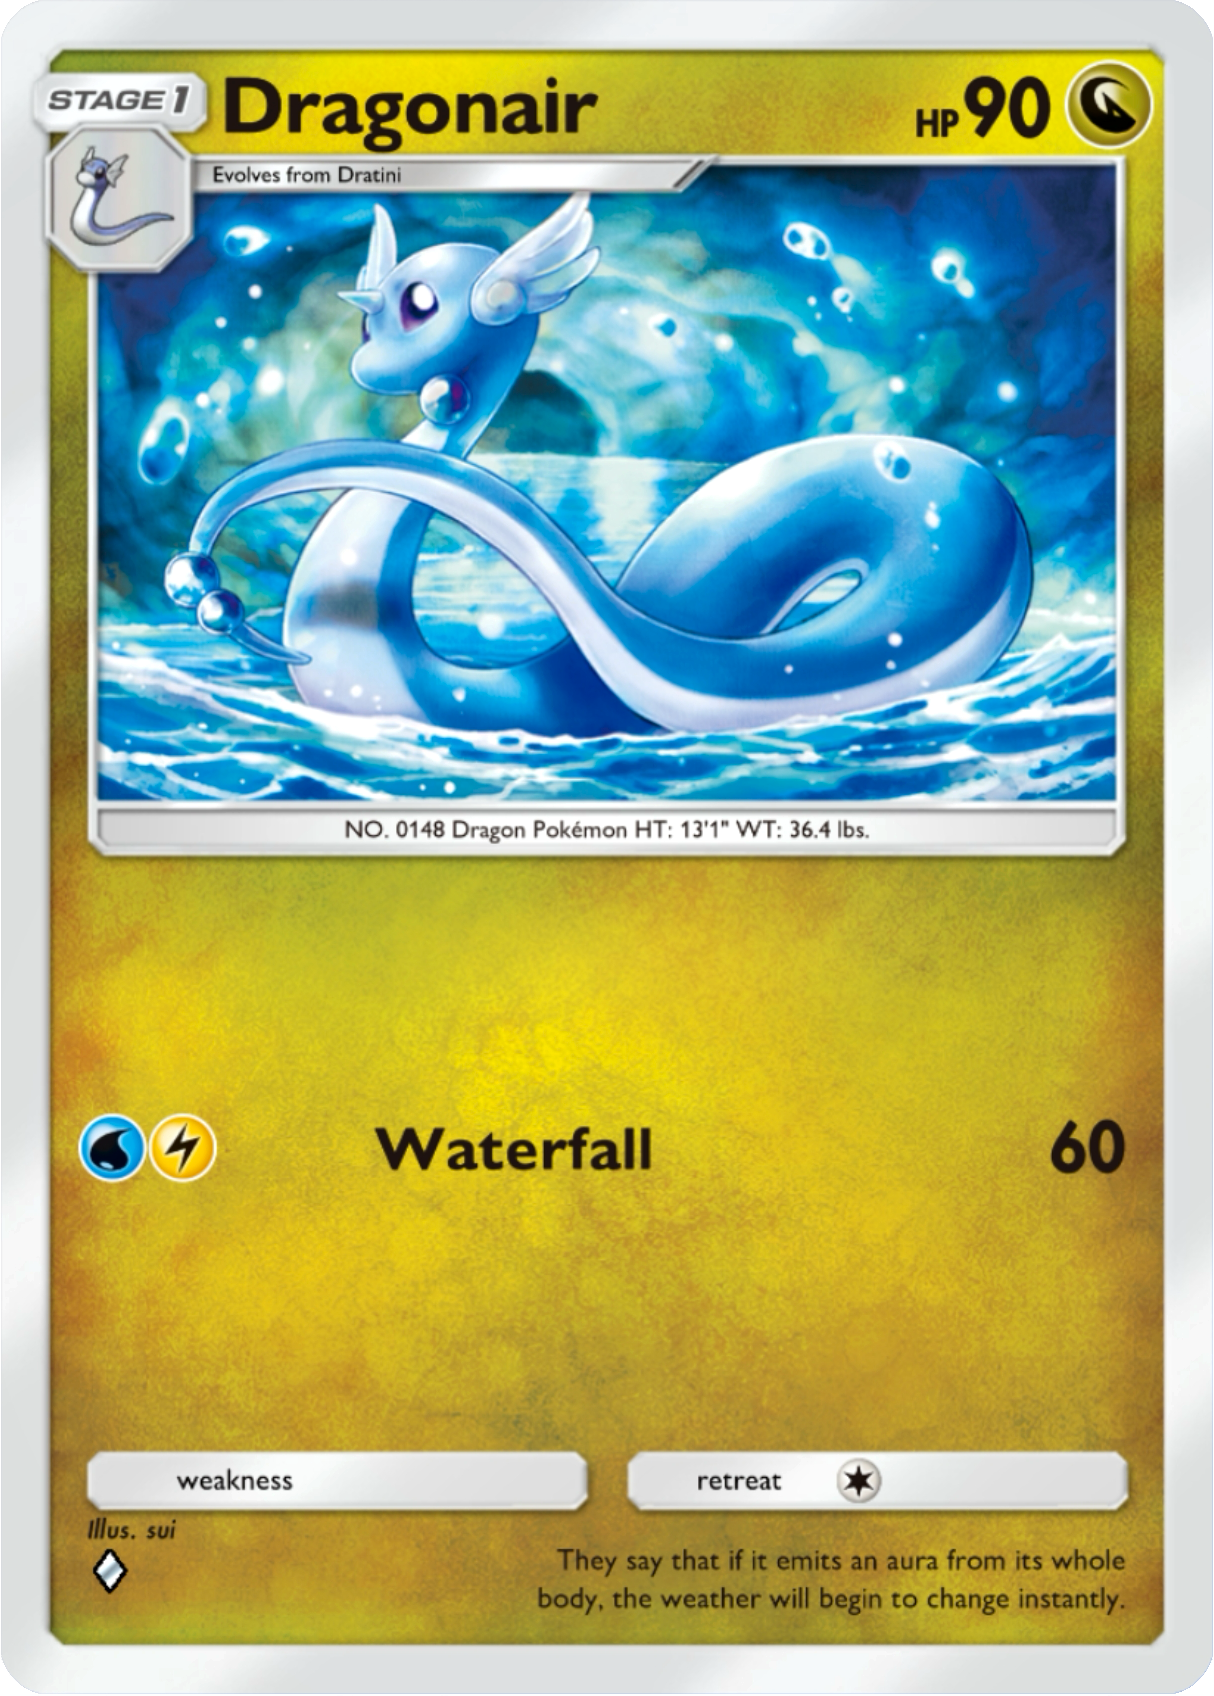 STAGE 1
Dragonair
HP 90
Evolves from Dratini
NO. 0148 Dragon Pokémon HT: 13'1" WT: 36.4 lbs.
Waterfall 60
weakness
retreat
Illus. sui
They say that if it emits an aura from its whole
body, the weather will begin to change instantly.